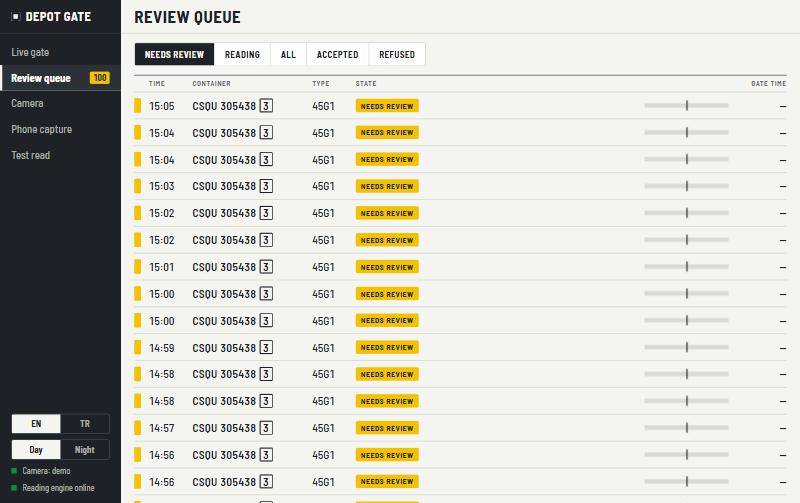 DEPOT GATE
Live gate
Review queue 100
Camera
Phone capture
Test read
EN TR
Day Night
Camera: demo
Reading engine online
REVIEW QUEUE
NEEDS REVIEW READING ALL ACCEPTED REFUSED
TIME CONTAINER TYPE STATE GATE TIME
15:05 CSQU 305438 3 45G1 NEEDS REVIEW –
15:04 CSQU 305438 3 45G1 NEEDS REVIEW –
15:04 CSQU 305438 3 45G1 NEEDS REVIEW –
15:03 CSQU 305438 3 45G1 NEEDS REVIEW –
15:02 CSQU 305438 3 45G1 NEEDS REVIEW –
15:02 CSQU 305438 3 45G1 NEEDS REVIEW –
15:01 CSQU 305438 3 45G1 NEEDS REVIEW –
15:00 CSQU 305438 3 45G1 NEEDS REVIEW –
15:00 CSQU 305438 3 45G1 NEEDS REVIEW –
14:59 CSQU 305438 3 45G1 NEEDS REVIEW –
14:58 CSQU 305438 3 45G1 NEEDS REVIEW –
14:58 CSQU 305438 3 45G1 NEEDS REVIEW –
14:57 CSQU 305438 3 45G1 NEEDS REVIEW –
14:56 CSQU 305438 3 45G1 NEEDS REVIEW –
14:56 CSQU 305438 3 45G1 NEEDS REVIEW –